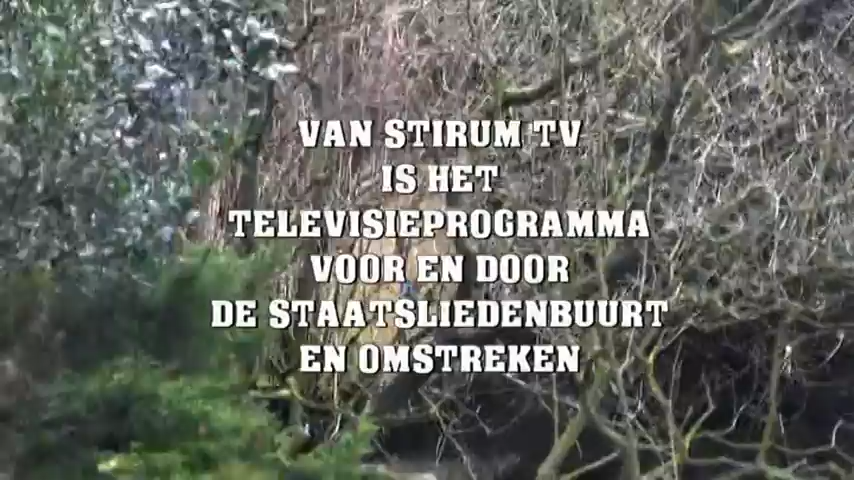 VAN STIRUM TV
IS HET
TELEVISIEPROGRAMMA
VOOR EN DOOR
DE STAATSLIEDENBUURT
EN OMSTREKEN